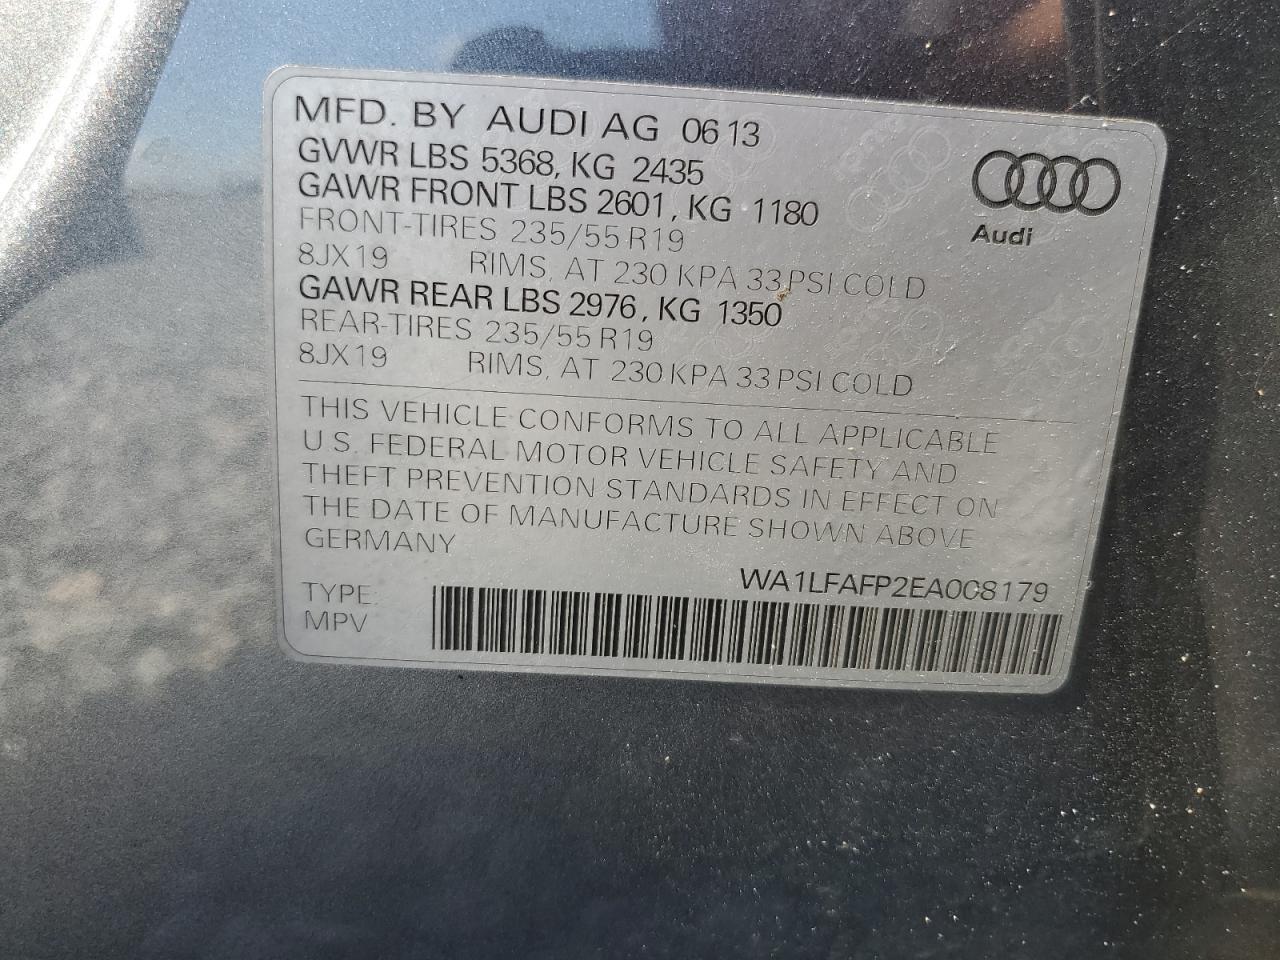 MFD. BY AUDI AG 0613
GVWR LBS 5368, KG 2435
GAWR FRONT LBS 2601, KG 1180
FRONT-TIRES 235/55 R19
8JX19 RIMS, AT 230 KPA 33 PSI COLD
GAWR REAR LBS 2976, KG 1350
REAR-TIRES 235/55 R19
8JX19 RIMS, AT 230 KPA 33 PSI COLD
Audi
THIS VEHICLE CONFORMS TO ALL APPLICABLE
U.S. FEDERAL MOTOR VEHICLE SAFETY AND
THEFT PREVENTION STANDARDS IN EFFECT ON
THE DATE OF MANUFACTURE SHOWN ABOVE
GERMANY
WA1LFAFP2EA008179
TYPE:
MPV